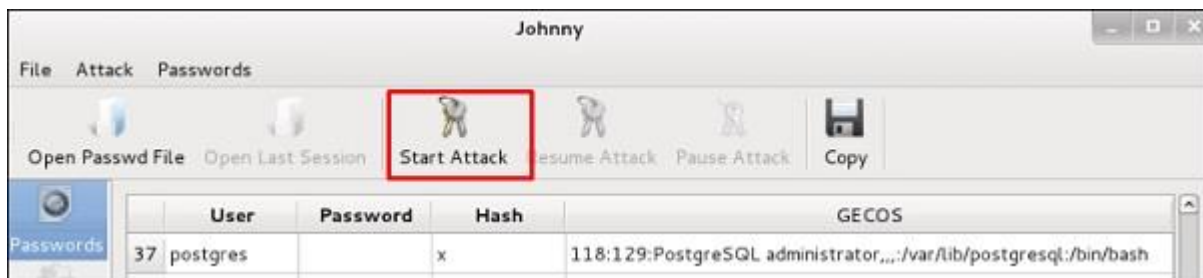 Johnny
File Attack Passwords
Open Passwd File Open Last Session Start Attack esume Attack Pause Attack Copy
User Password Hash GECOS
Passwords
37 postgres x 118:129:PostgreSQL administrator,,,:/var/lib/postgresql:/bin/bash